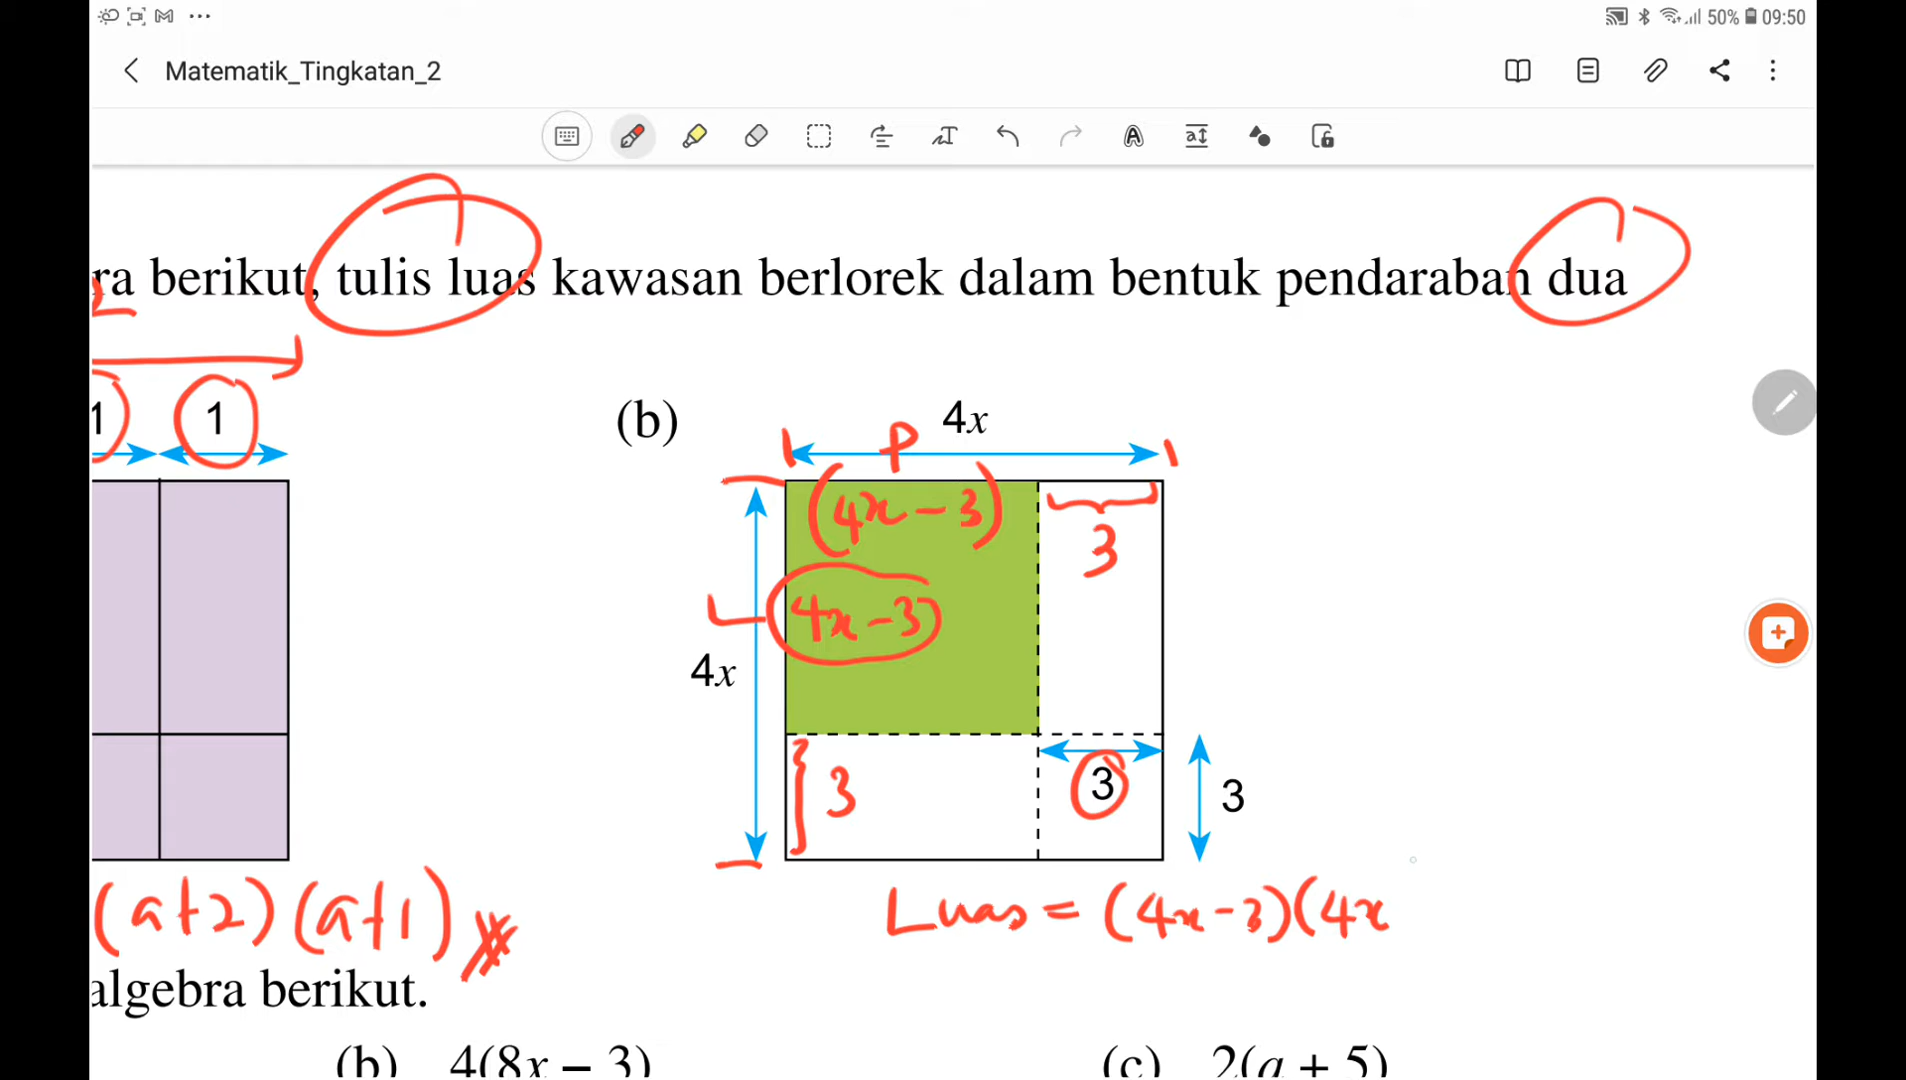 50% 09:50
Matematik_Tingkatan_2
ra berikut, tulis luas kawasan berlorek dalam bentuk pendaraban dua
2
1 1
(b) 4x
P
(4x - 3)
3
L 4x - 3
4x
3 3 3
(a+2)(a+1)
Luas = (4x-3)(4x
algebra berikut.
(b) 4(8x – 3) (c) 2(a + 5)